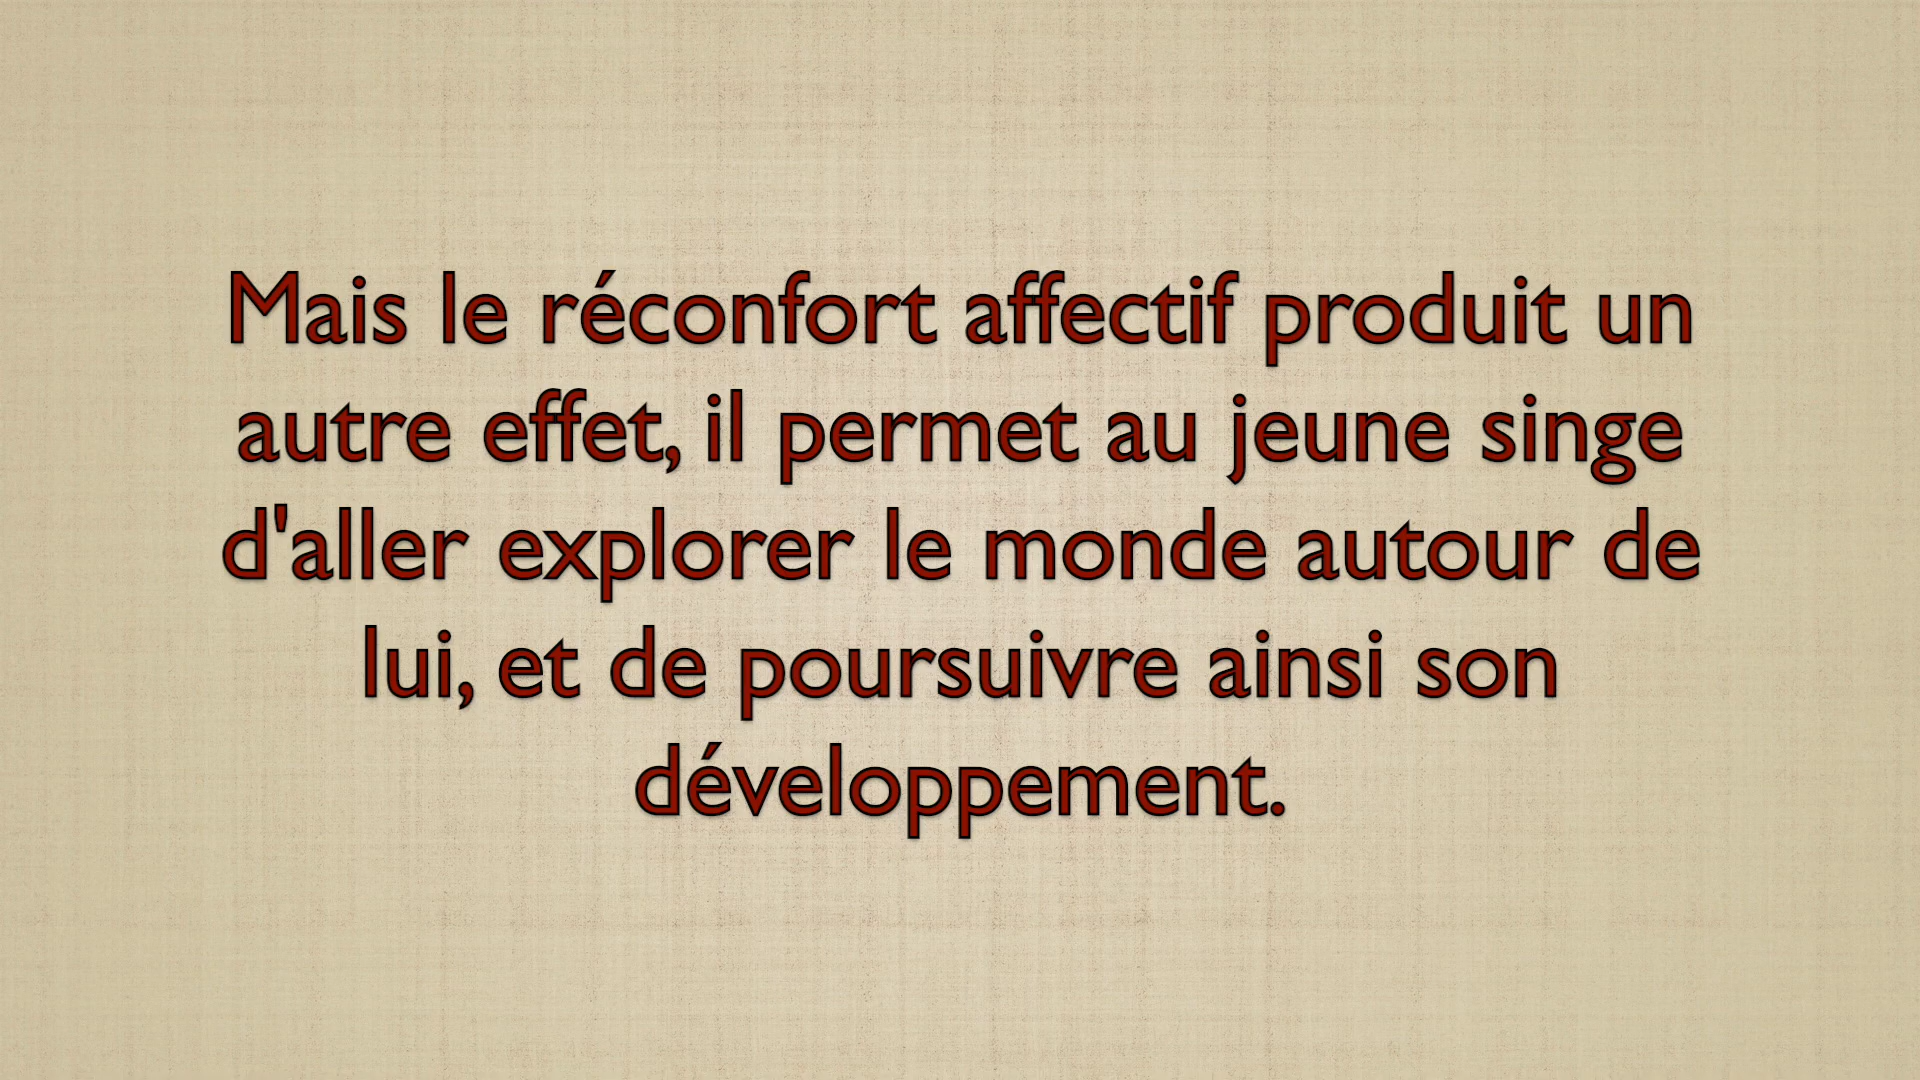 Mais le réconfort affectif produit un
autre effet, il permet au jeune singe
d'aller explorer le monde autour de
lui, et de poursuivre ainsi son
développement.